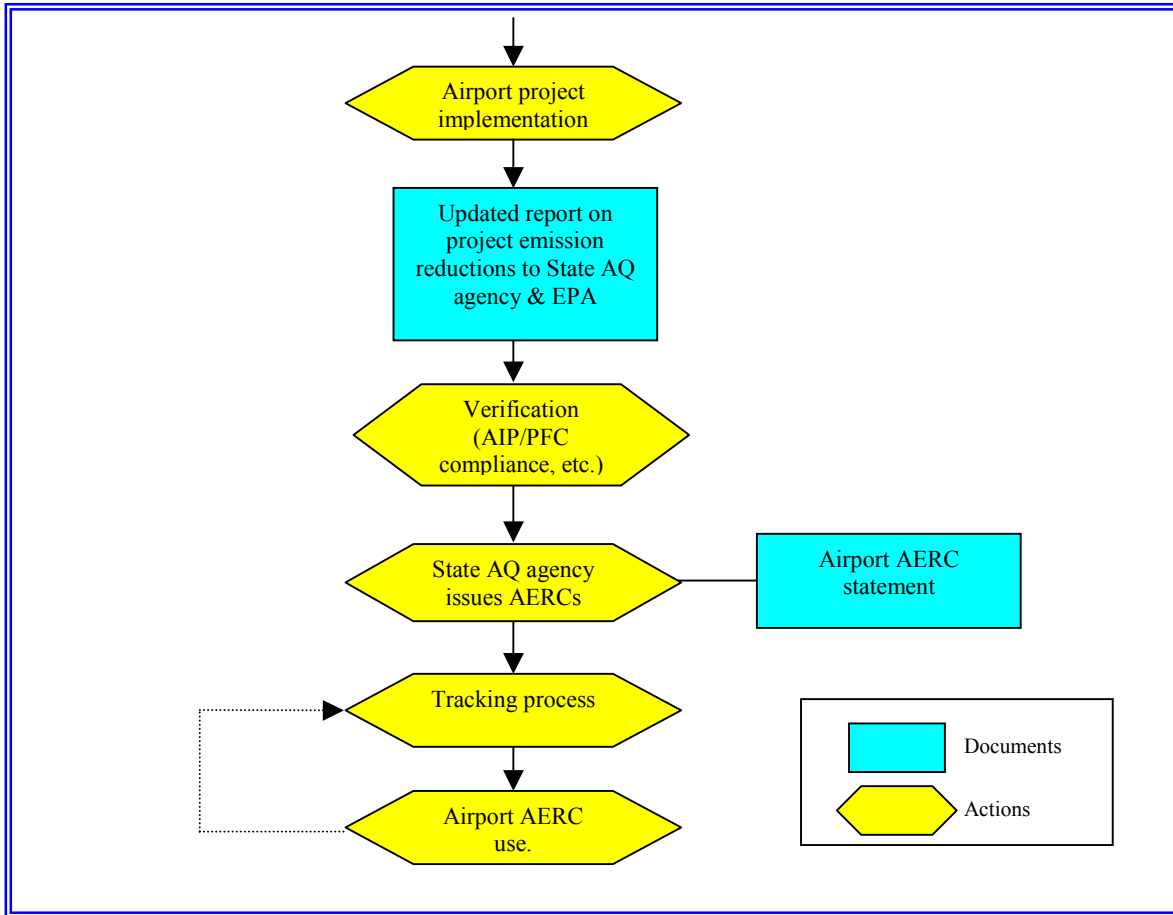 Airport project
implementation
Updated report on
project emission
reductions to State AQ
agency & EPA
Verification
(AIP/PFC
compliance, etc.)
State AQ agency
issues AERCs
Airport AERC
statement
Tracking process
Airport AERC
use.
Documents
Actions